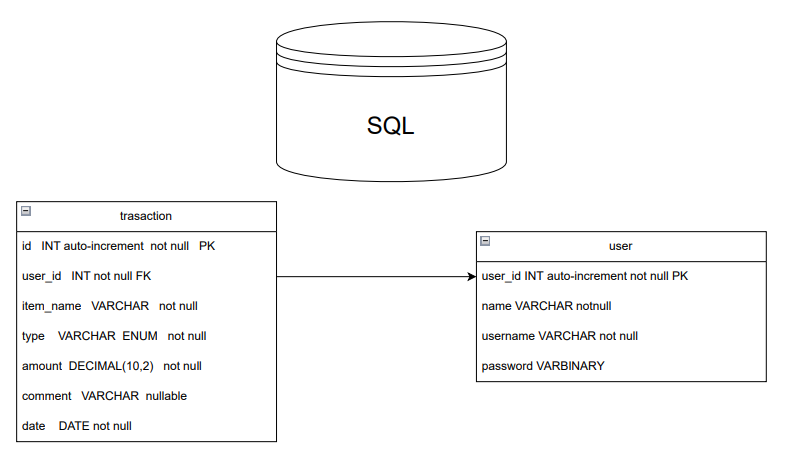 SQL
trasaction
id INT auto-increment not null PK
user_id INT not null FK
item_name VARCHAR not null
type VARCHAR ENUM not null
amount DECIMAL(10,2) not null
comment VARCHAR nullable
date DATE not null
user
user_id INT auto-increment not null PK
name VARCHAR notnull
username VARCHAR not null
password VARBINARY